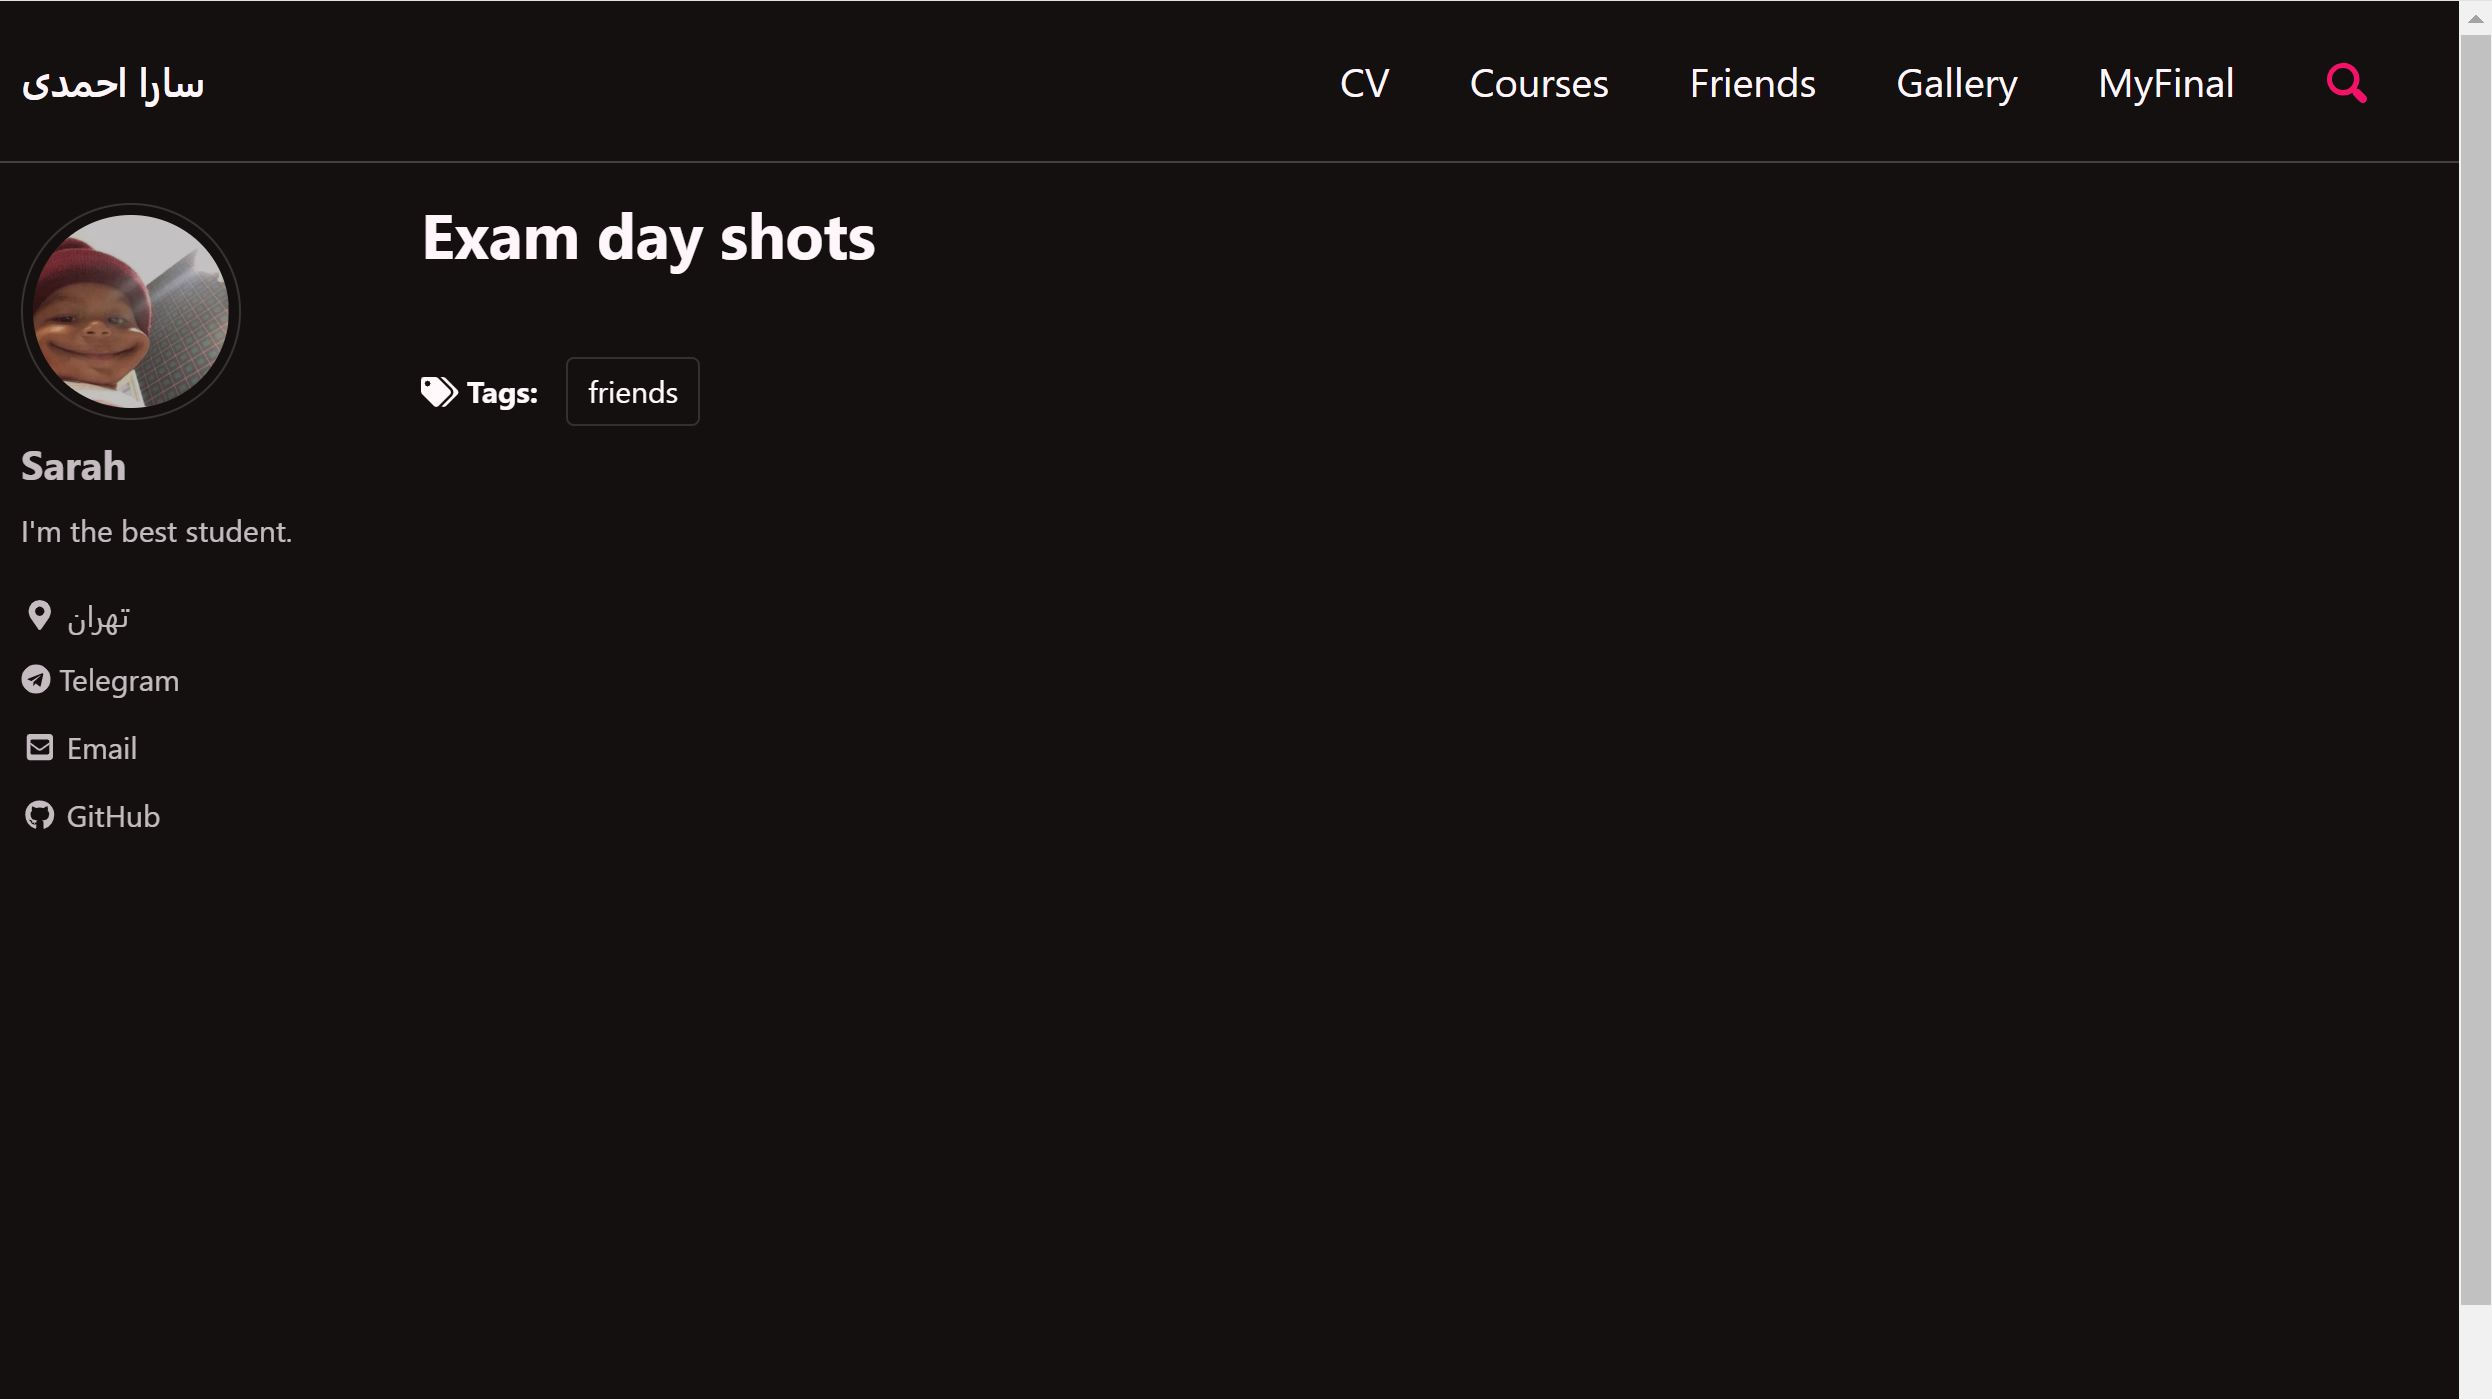 سارا احمدی
CV Courses Friends Gallery MyFinal
Exam day shots
Tags: friends
Sarah
I'm the best student.
تهران
Telegram
Email
GitHub